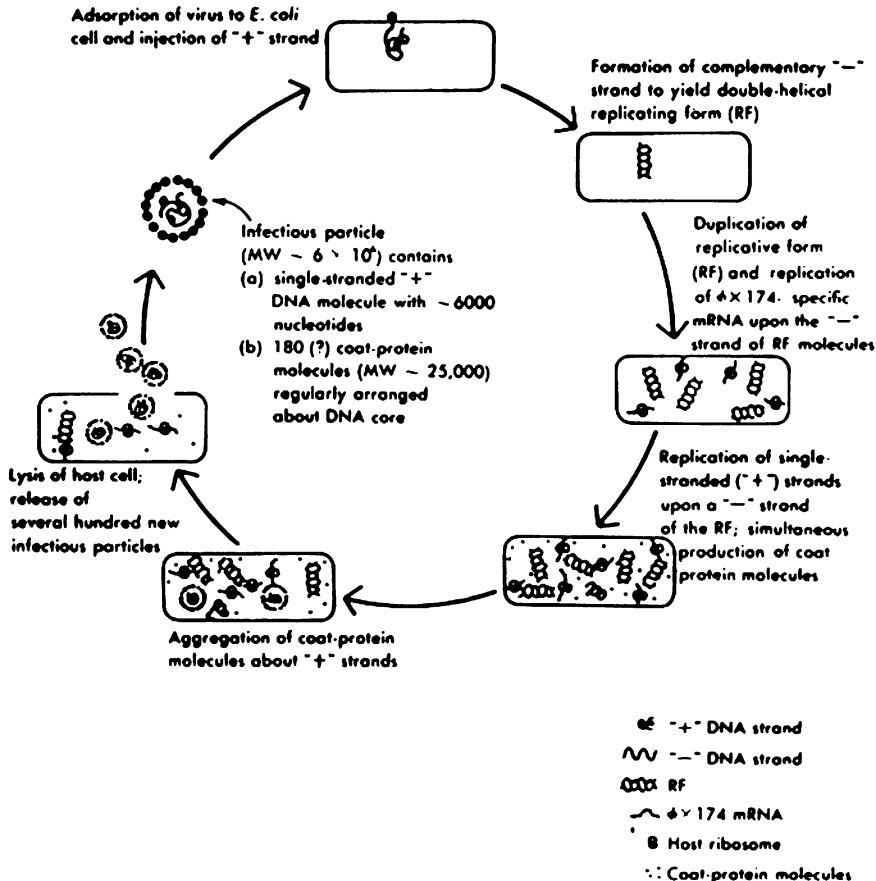 Adsorption of virus to E. coli
cell and injection of "+" strand
Formation of complementary "—"
strand to yield double-helical
replicating form (RF)
Infectious particle
(MW ~ 6 × 10⁶) contains
(a) single-stranded "+"
DNA molecule with ~6000
nucleotides
(b) 180 (?) coat-protein
molecules (MW ~ 25,000)
regularly arranged
about DNA core
Duplication of
replicative form
(RF) and replication
of ϕ×174- specific
mRNA upon the "—"
strand of RF molecules
Replication of single-
stranded ("+") strands
upon a "—" strand
of the RF; simultaneous
production of coat
protein molecules
Lysis of host cell;
release of
several hundred new
infectious particles
Aggregation of coat-protein
molecules about "+" strands
"+" DNA strand
"—" DNA strand
RF
ϕ×174 mRNA
Host ribosome
Coat-protein molecules